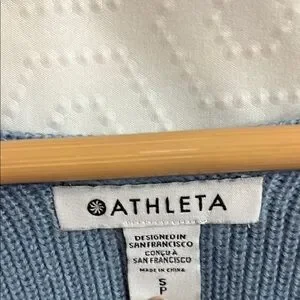 ATHLETA
DESIGNED IN
SAN FRANCISCO
CONÇU À
SAN FRANCISCO
MADE IN CHINA
S
P